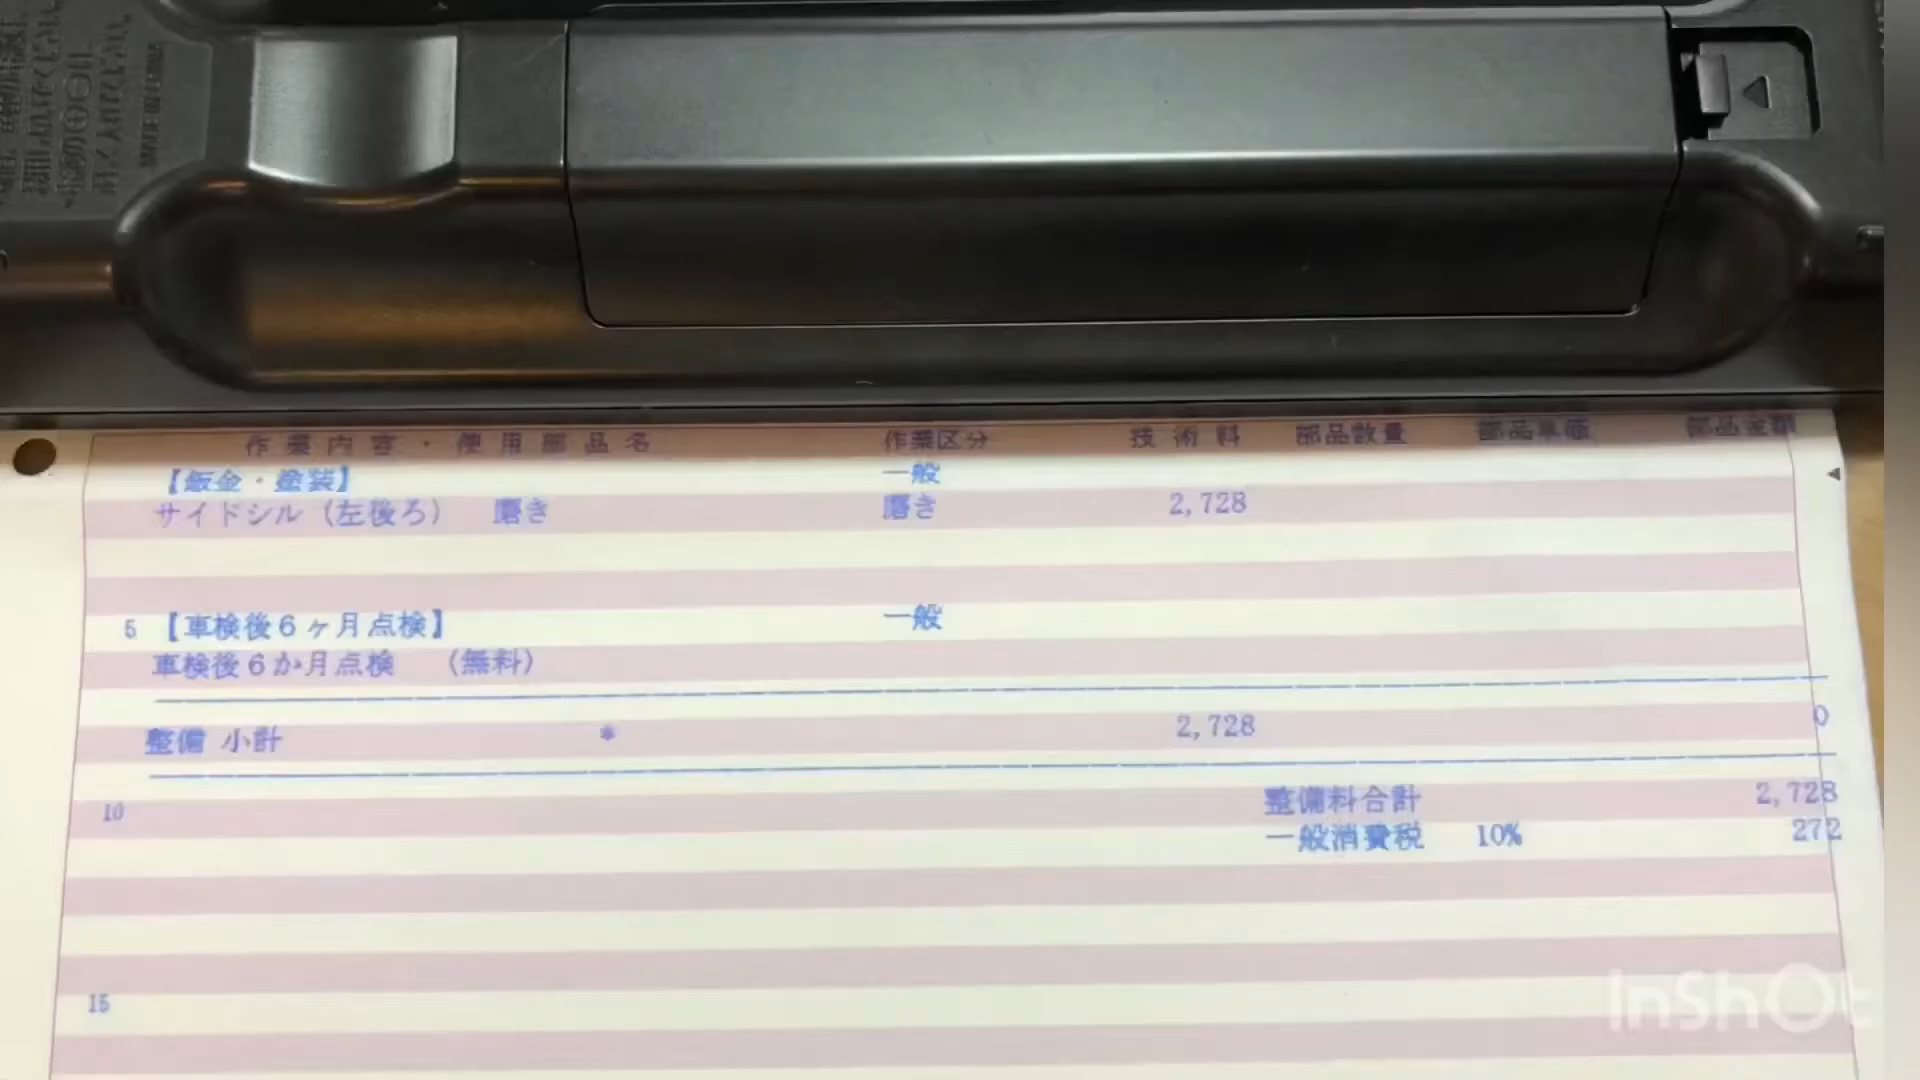 作業内容・使用部品名 作業区分 技術料 部品数量 部品単価 部品金額
【鈑金・塗装】 一般
サイドシル（左後ろ） 磨き 磨き 2,728
5 【車検後６ヶ月点検】 一般
車検後６か月点検 （無料）
整備 小計 * 2,728 0
10 整備料合計 2,728
一般消費税 10% 272
15
InShOt